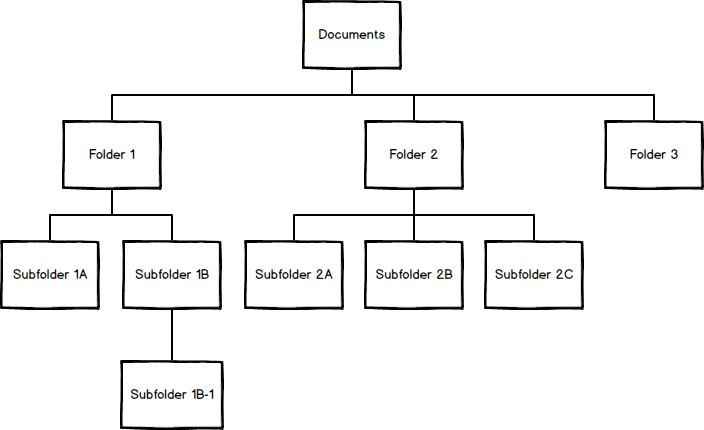 Documents
Folder 1
Folder 2
Folder 3
Subfolder 1A
Subfolder 1B
Subfolder 2A
Subfolder 2B
Subfolder 2C
Subfolder 1B-1